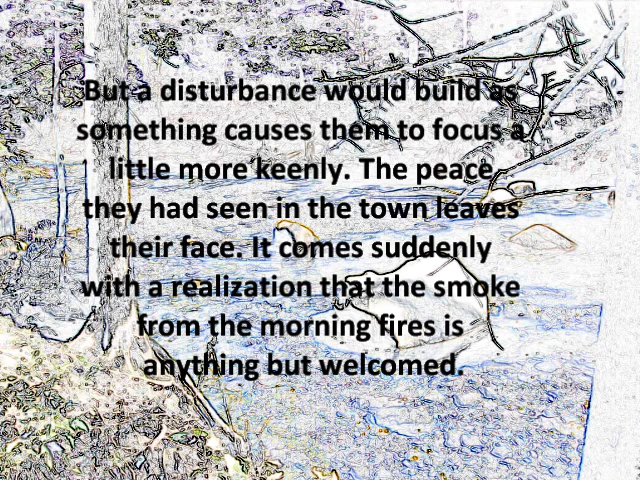 But a disturbance would build as
something causes them to focus a
little more keenly. The peace
they had seen in the town leaves
their face. It comes suddenly
with a realization that the smoke
from the morning fires is
anything but welcomed.